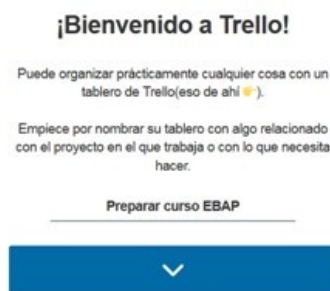 ¡Bienvenido a Trello!
Puede organizar prácticamente cualquier cosa con un
tablero de Trello(eso de ahí 👉).
Empiece por nombrar su tablero con algo relacionado
con el proyecto en el que trabaja o con lo que necesita
hacer.
Preparar curso EBAP